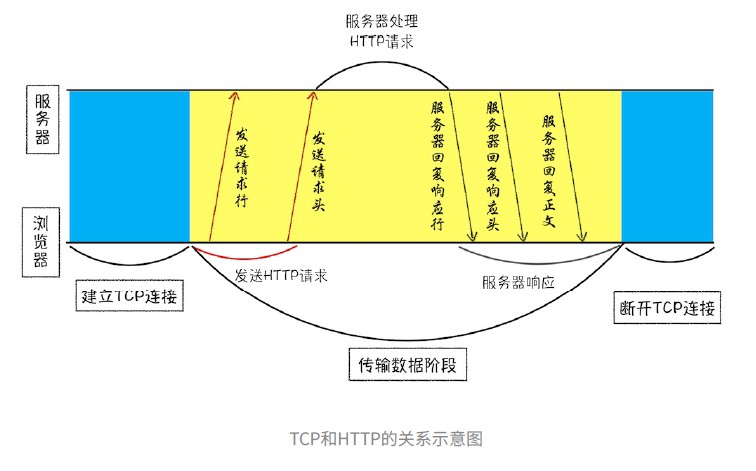 服务器处理
HTTP请求
服务器
发送请求行
发送请求头
服务器回复响应行
服务器回复响应头
服务器回复正文
浏览器
发送HTTP请求
服务器响应
建立TCP连接
断开TCP连接
传输数据阶段
TCP和HTTP的关系示意图